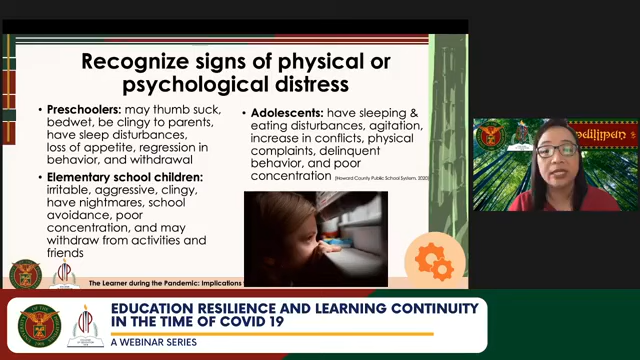 Recognize signs of physical or
psychological distress
• Preschoolers: may thumb suck,
bedwet, be clingy to parents,
have sleep disturbances,
loss of appetite, regression in
behavior, and withdrawal
• Elementary school children:
irritable, aggressive, clingy,
have nightmares, school
avoidance, poor
concentration, and may
withdraw from activities and
friends
• Adolescents: have sleeping &
eating disturbances, agitation,
increase in conflicts, physical
complaints, delinquent
behavior, and poor
concentration (Howard County Public School System, 2020)
The Learner during the Pandemic: Implications
EDUCATION RESILIENCE AND LEARNING CONTINUITY
IN THE TIME OF COVID 19
A WEBINAR SERIES